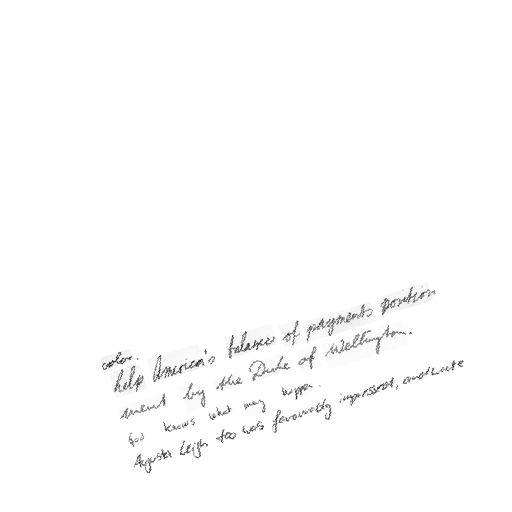 color.
help America's balance of payments position
ment by the Duke of Wellington.
God knows what may happen.
Augusta Leigh too was favourably impressed, and wrote